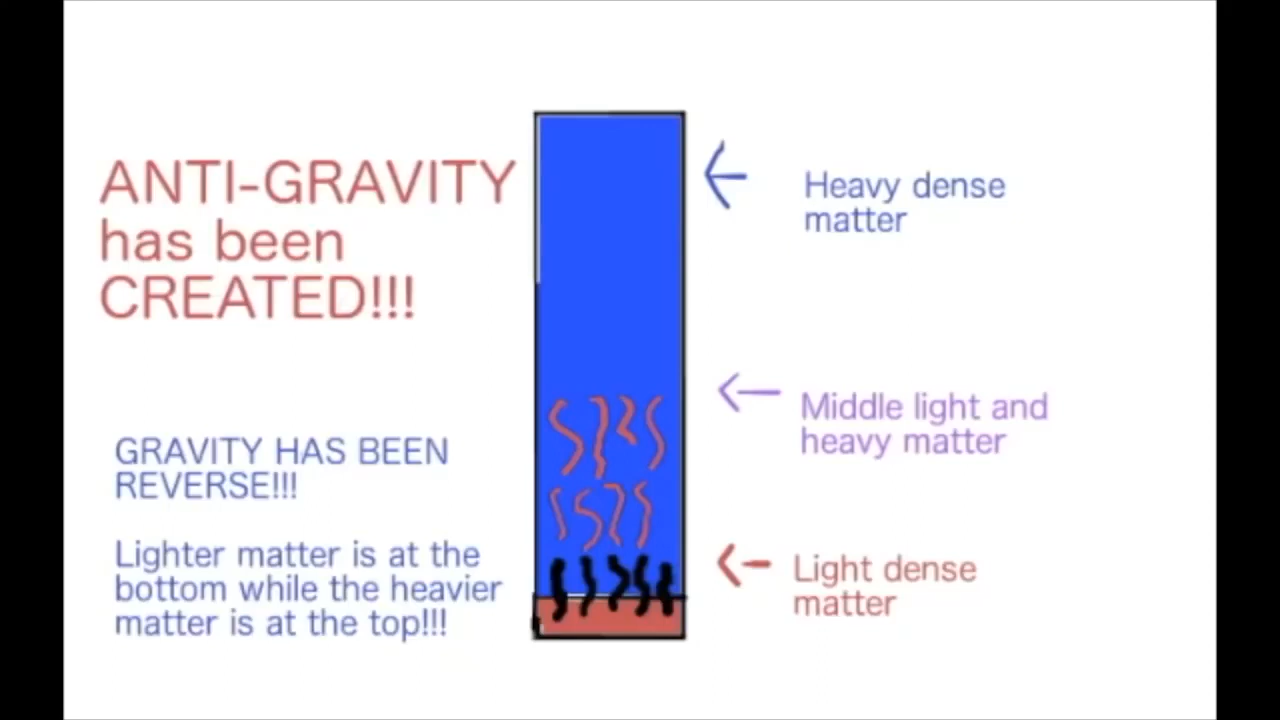 ANTI-GRAVITY
has been
CREATED!!!
GRAVITY HAS BEEN
REVERSE!!!
Lighter matter is at the
bottom while the heavier
matter is at the top!!!
Heavy dense
matter
Middle light and
heavy matter
Light dense
matter